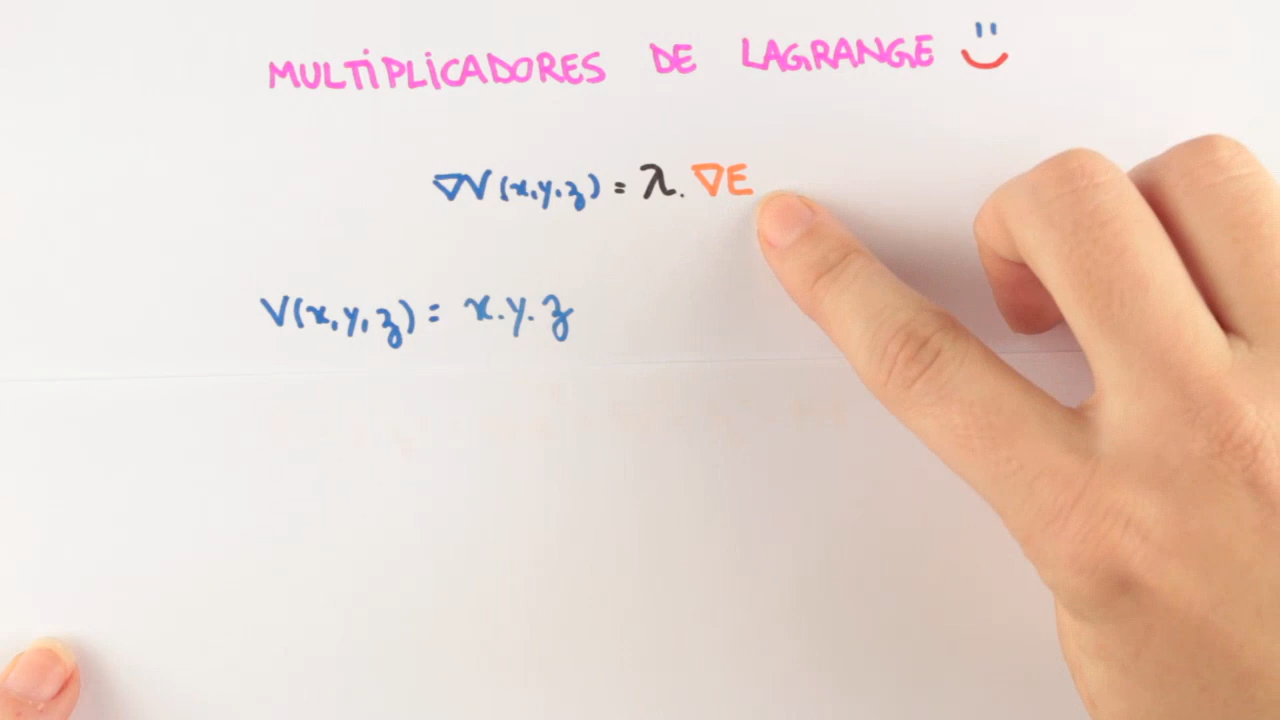 MULTIPLICADORES DE LAGRANGE
∇V(x,y,z) = λ. ∇E
V(x,y,z) = x.y.z